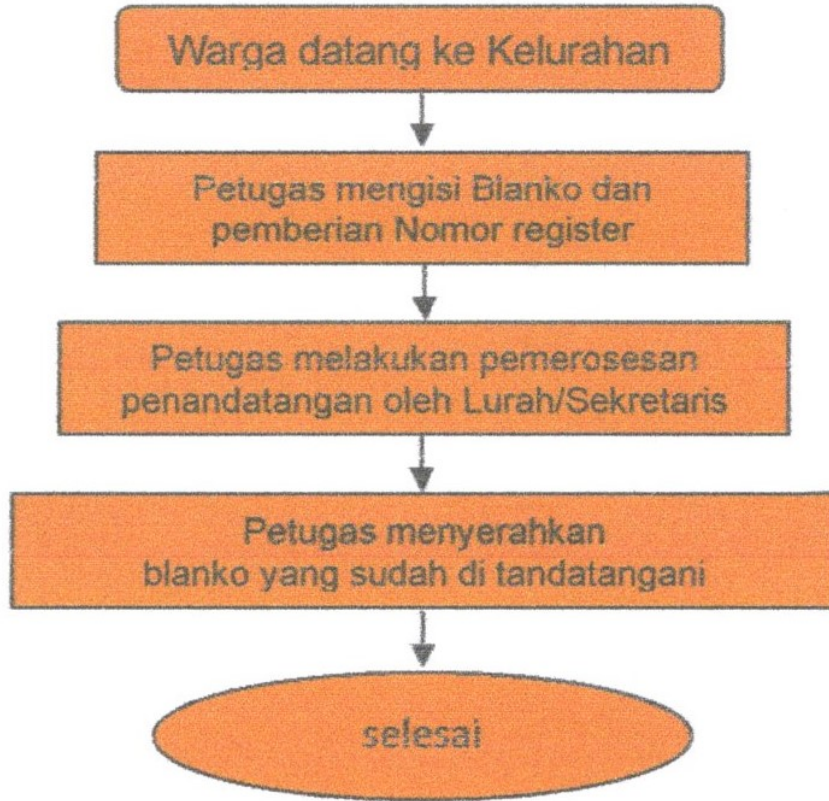 Warga datang ke Kelurahan
Petugas mengisi Blanko dan
pemberian Nomor register
Petugas melakukan pemerosesan
penandatangan oleh Lurah/Sekretaris
Petugas menyerahkan
blanko yang sudah di tandatangani
selesai